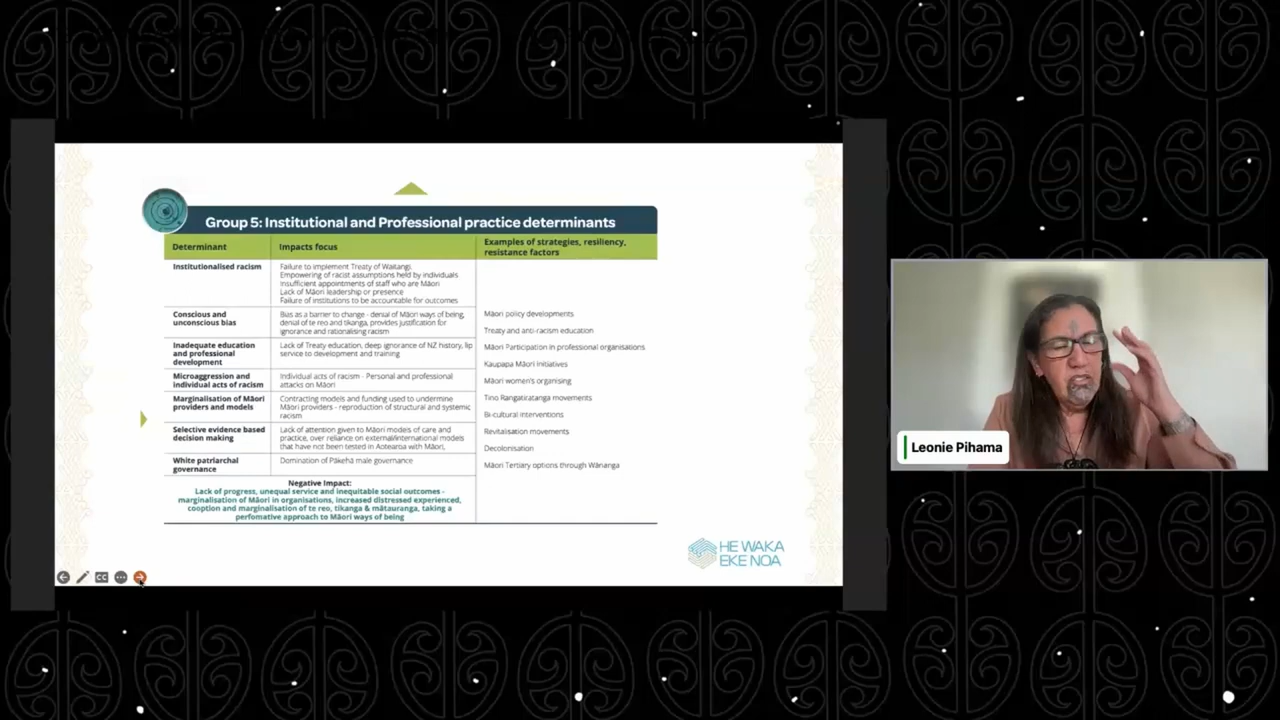 Group 5: Institutional and Professional practice determinants
Determinant
Impacts focus
Examples of strategies, resiliency,
resistance factors
Institutionalised racism
Failure to implement Treaty of Waitangi.
Empowering of racist assumptions held by individuals
Insufficient appointments of staff who are Māori
Lack of Māori leadership or presence
Failure of institutions to be accountable for outcomes
Conscious and
unconscious bias
Bias as a barrier to change - denial of Māori ways of being,
denial of te reo and tikanga, provides justification for
ignorance and rationalising racism
Inadequate education
and professional
development
Lack of Treaty education, deep ignorance of NZ history, lip
service to development and training
Microaggression and
individual acts of racism
Individual acts of racism - Personal and professional
attacks on Māori
Marginalisation of Māori
providers and models
Contracting models and funding used to undermine
Māori providers - reproduction of structural and systemic
racism
Selective evidence based
decision making
Lack of attention given to Māori models of care and
practice, over reliance on external/international models
that have not been tested in Aotearoa with Māori,
White patriarchal
governance
Domination of Pākehā male governance
Negative Impact:
Lack of progress, unequal service and inequitable social outcomes -
marginalisation of Māori in organisations, increased distressed experienced,
cooption and marginalisation of te reo, tikanga & mātauranga, taking a
perfomative approach to Māori ways of being
Māori policy developments
Treaty and anti-racism education
Māori Participation in professional organisations
Kaupapa Māori Initiatives
Māori women's organising
Tino Rangatiratanga movements
Bi-cultural interventions
Revitalisation movements
Decolonisation
Māori Tertiary options through Wānanga
HE WAKA
EKE NOA
CC
Leonie Pihama